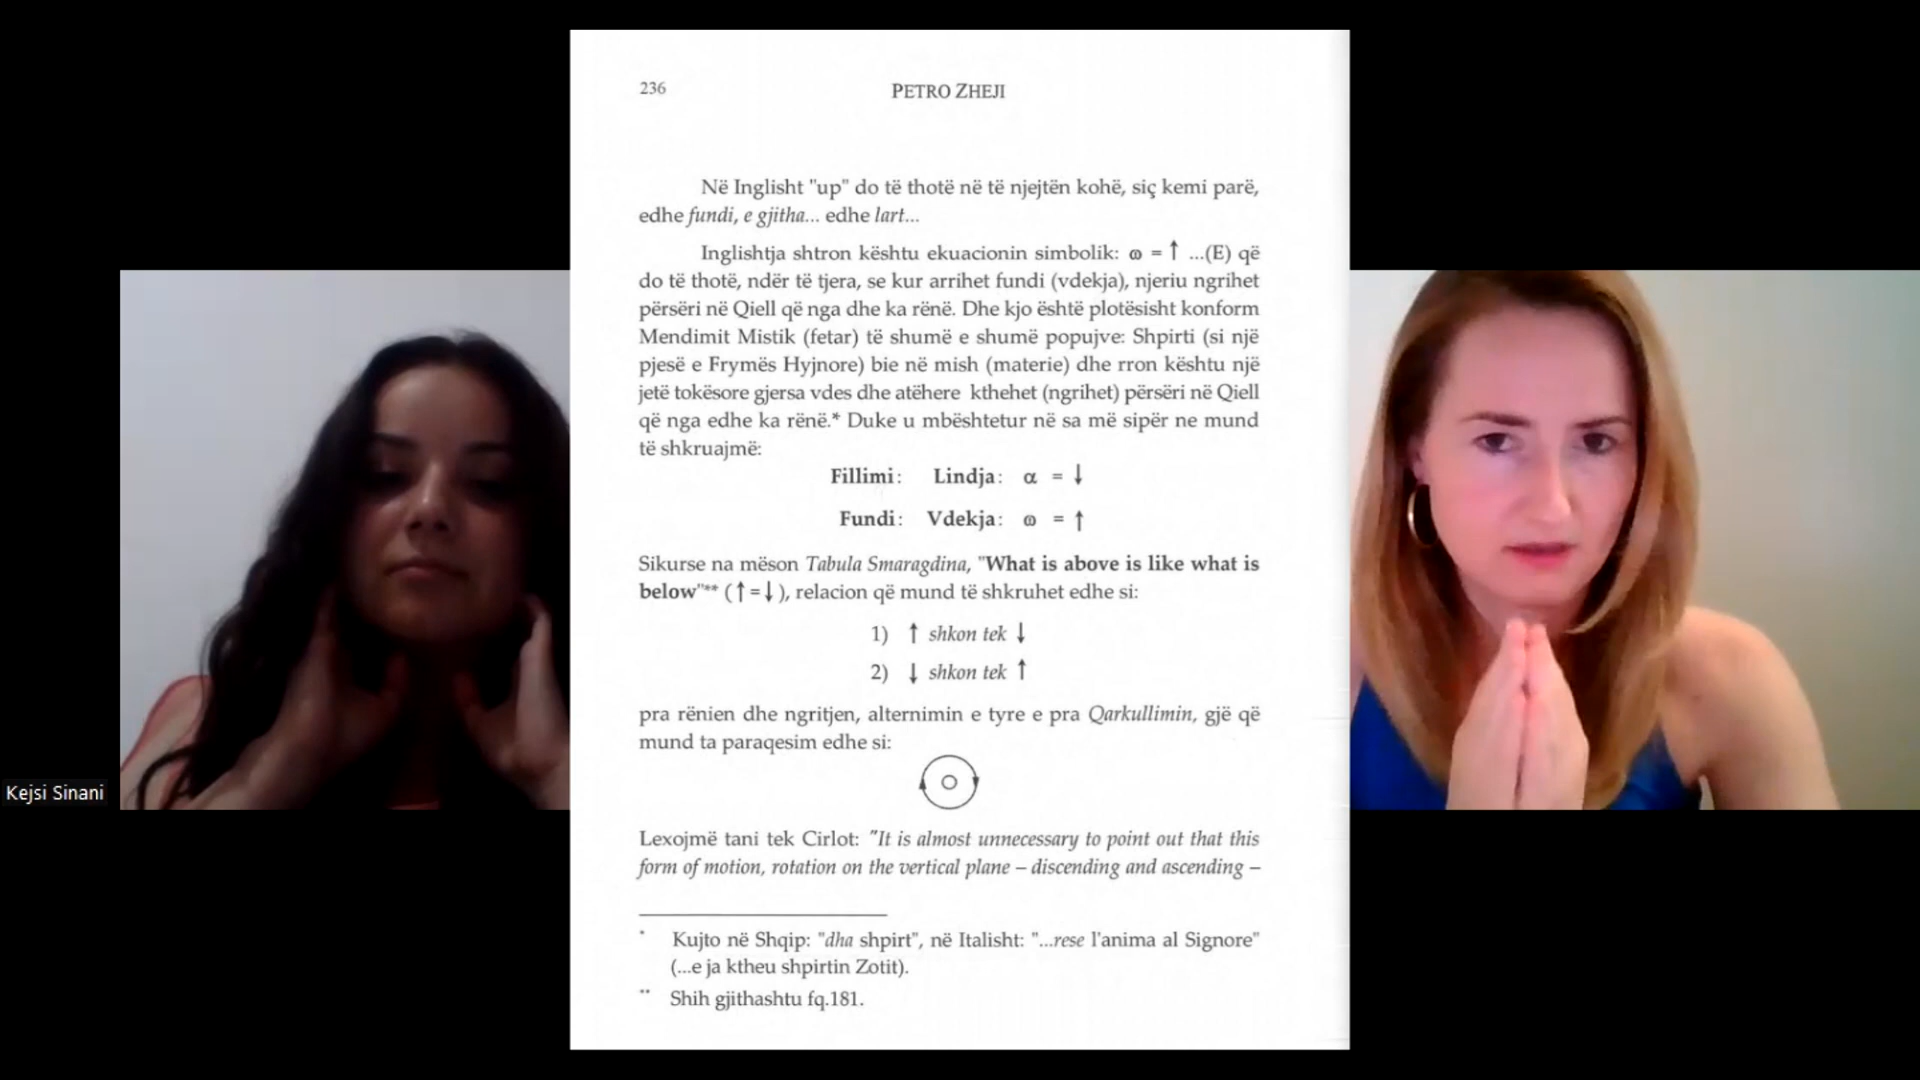 236
PETRO ZHEJI
Në Inglisht "up" do të thotë në të njejtën kohë, siç kemi parë,
edhe fundi, e gjitha... edhe lart...
Inglishtja shtron kështu ekuacionin simbolik: ω = ↑ ...(E) që
do të thotë, ndër të tjera, se kur arrihet fundi (vdekja), njeriu ngrihet
përsëri në Qiell që nga dhe ka rënë. Dhe kjo është plotësisht konform
Mendimit Mistik (fetar) të shumë e shumë popujve: Shpirti (si një
pjesë e Frymës Hyjnore) bie në mish (materie) dhe rron kështu një
jetë tokësore gjersa vdes dhe atëhere kthehet (ngrihet) përsëri në Qiell
që nga edhe ka rënë.* Duke u mbështetur në sa më sipër ne mund
të shkruajmë:
Fillimi: Lindja: α = ↓
Fundi: Vdekja: ω = ↑
Sikurse na mëson Tabula Smaragdina, "What is above is like what is
below"** (↑=↓), relacion që mund të shkruhet edhe si:
1) ↑ shkon tek ↓
2) ↓ shkon tek ↑
pra rënien dhe ngritjen, alternimin e tyre e pra Qarkullimin, gjë që
mund ta paraqesim edhe si:
Lexojmë tani tek Cirlot: "It is almost unnecessary to point out that this
form of motion, rotation on the vertical plane – discending and ascending –
* Kujto në Shqip: "dha shpirt", në Italisht: "...rese l'anima al Signore"
(...e ja ktheu shpirtin Zotit).
** Shih gjithashtu fq.181.
Kejsi Sinani